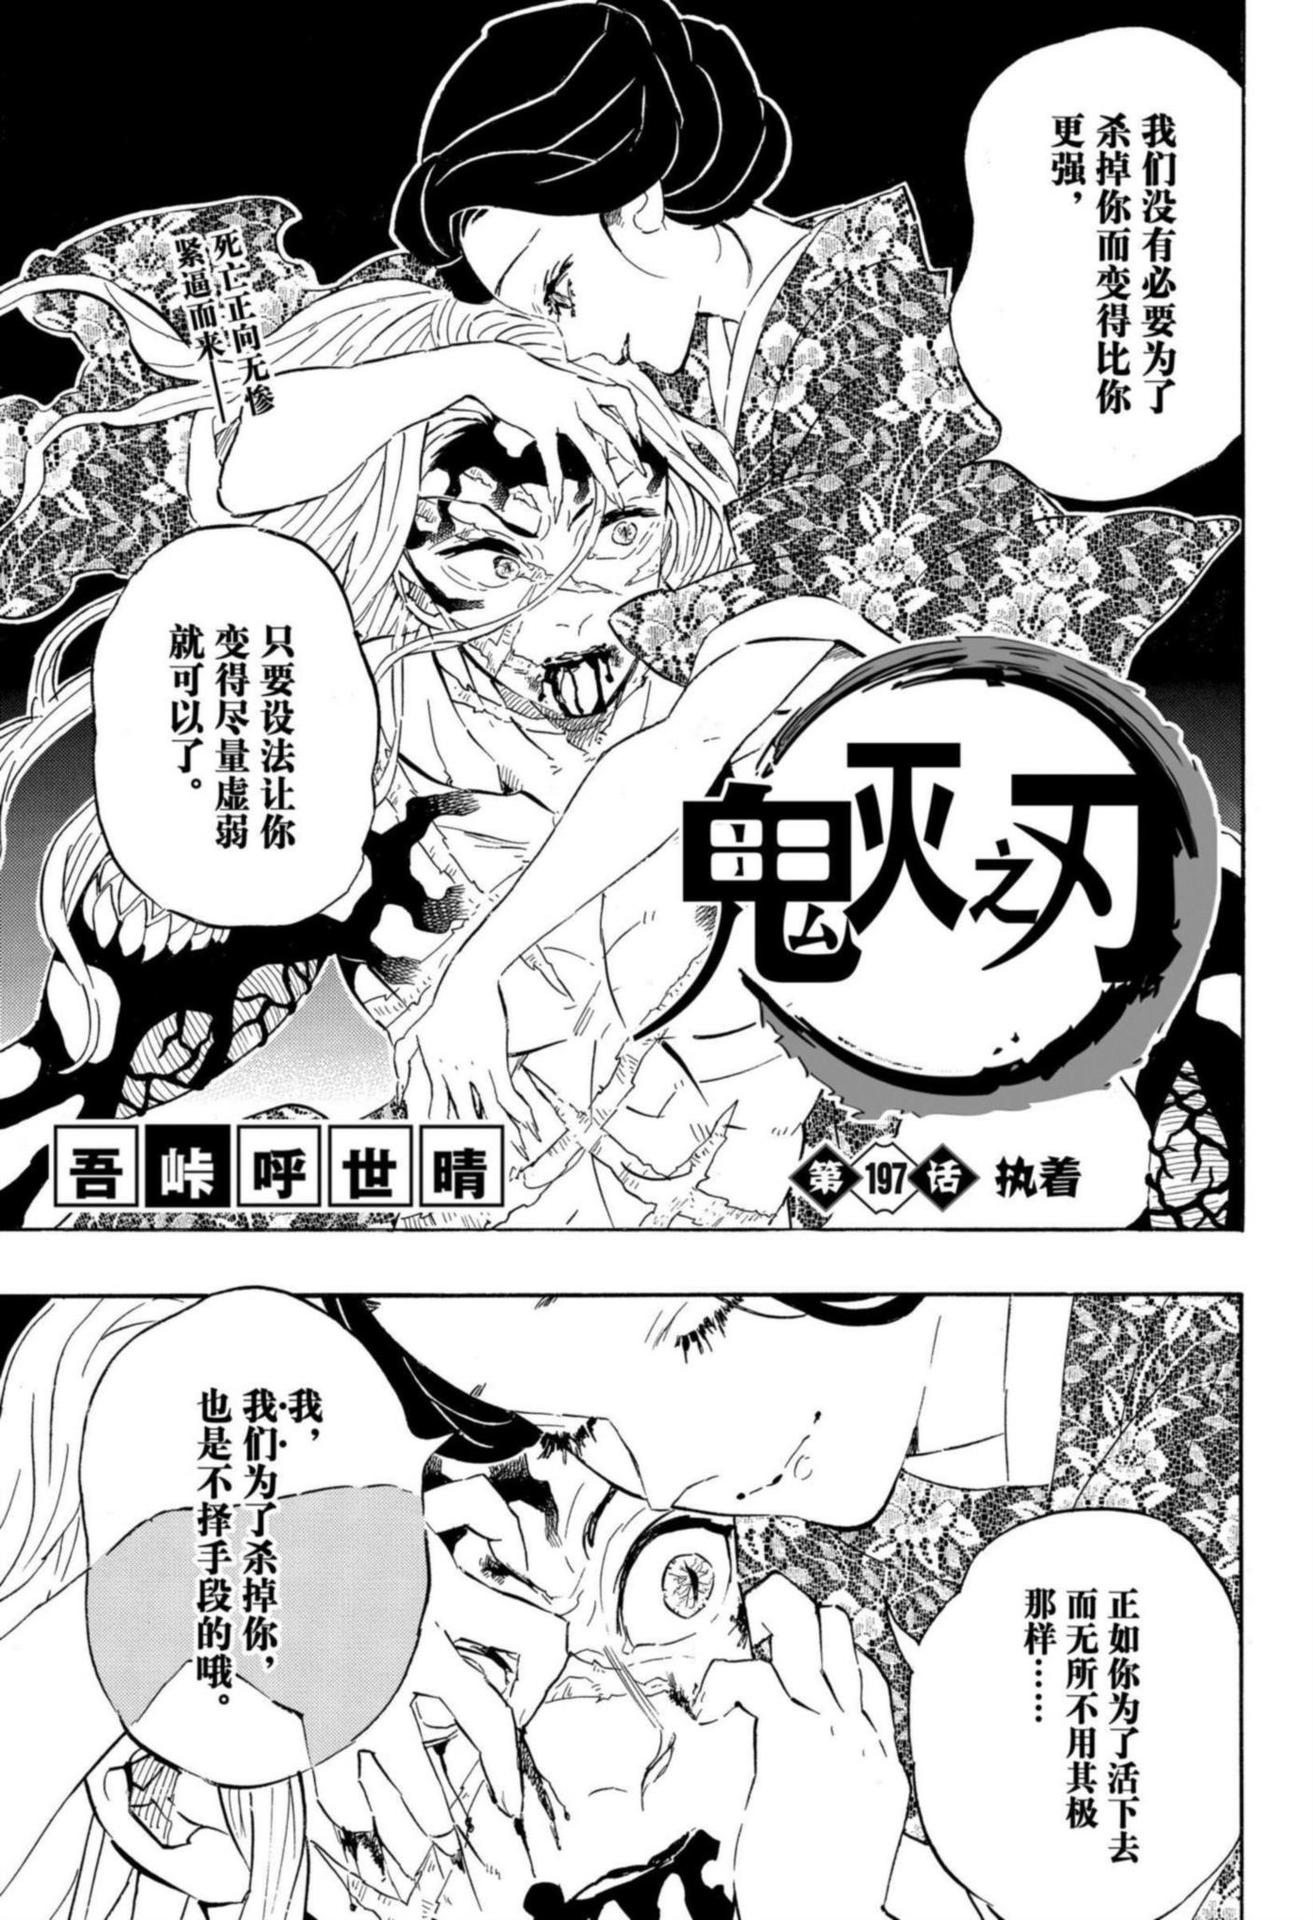 我们没有必要为了
杀掉你而变得比你
更强，
死亡正向无惨
紧逼而来——
只要设法让你
变得尽量虚弱
就可以了。
鬼灭之刃
吾峠呼世晴
第197话 执着
正如你为了活下去
而无所不用其极
那样……
我，
我们为了杀掉你，
也是不择手段的哦。